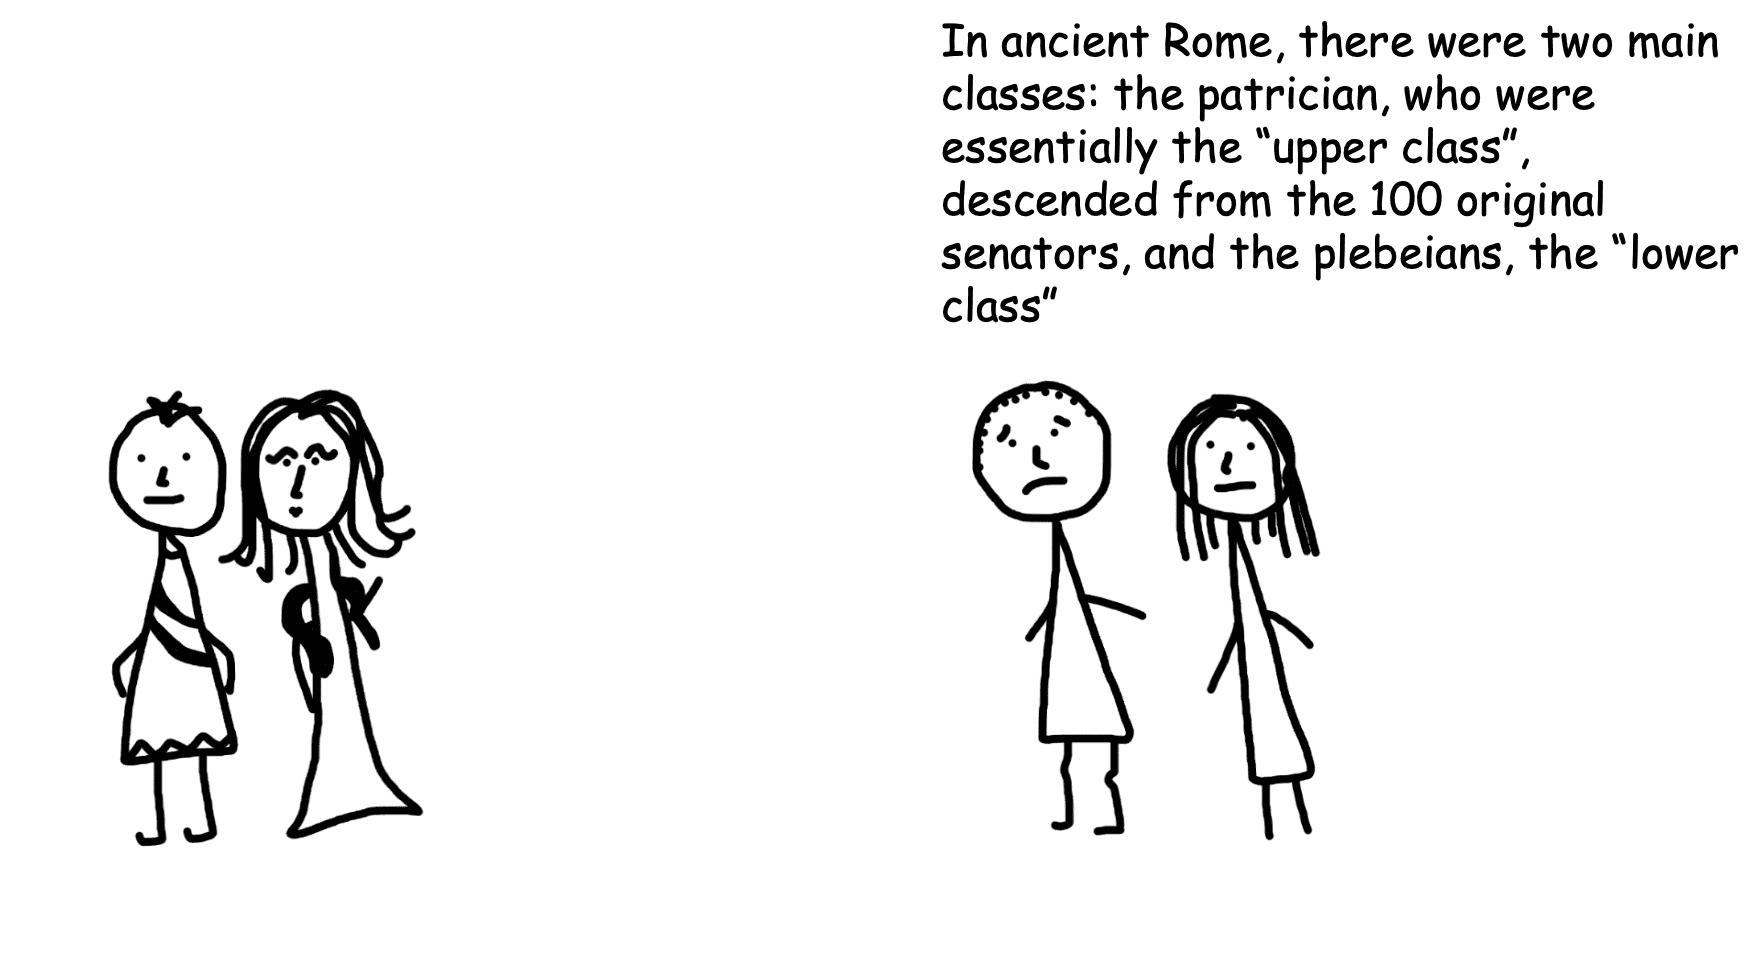 In ancient Rome, there were two main
classes: the patrician, who were
essentially the “upper class”,
descended from the 100 original
senators, and the plebeians, the “lower
class”